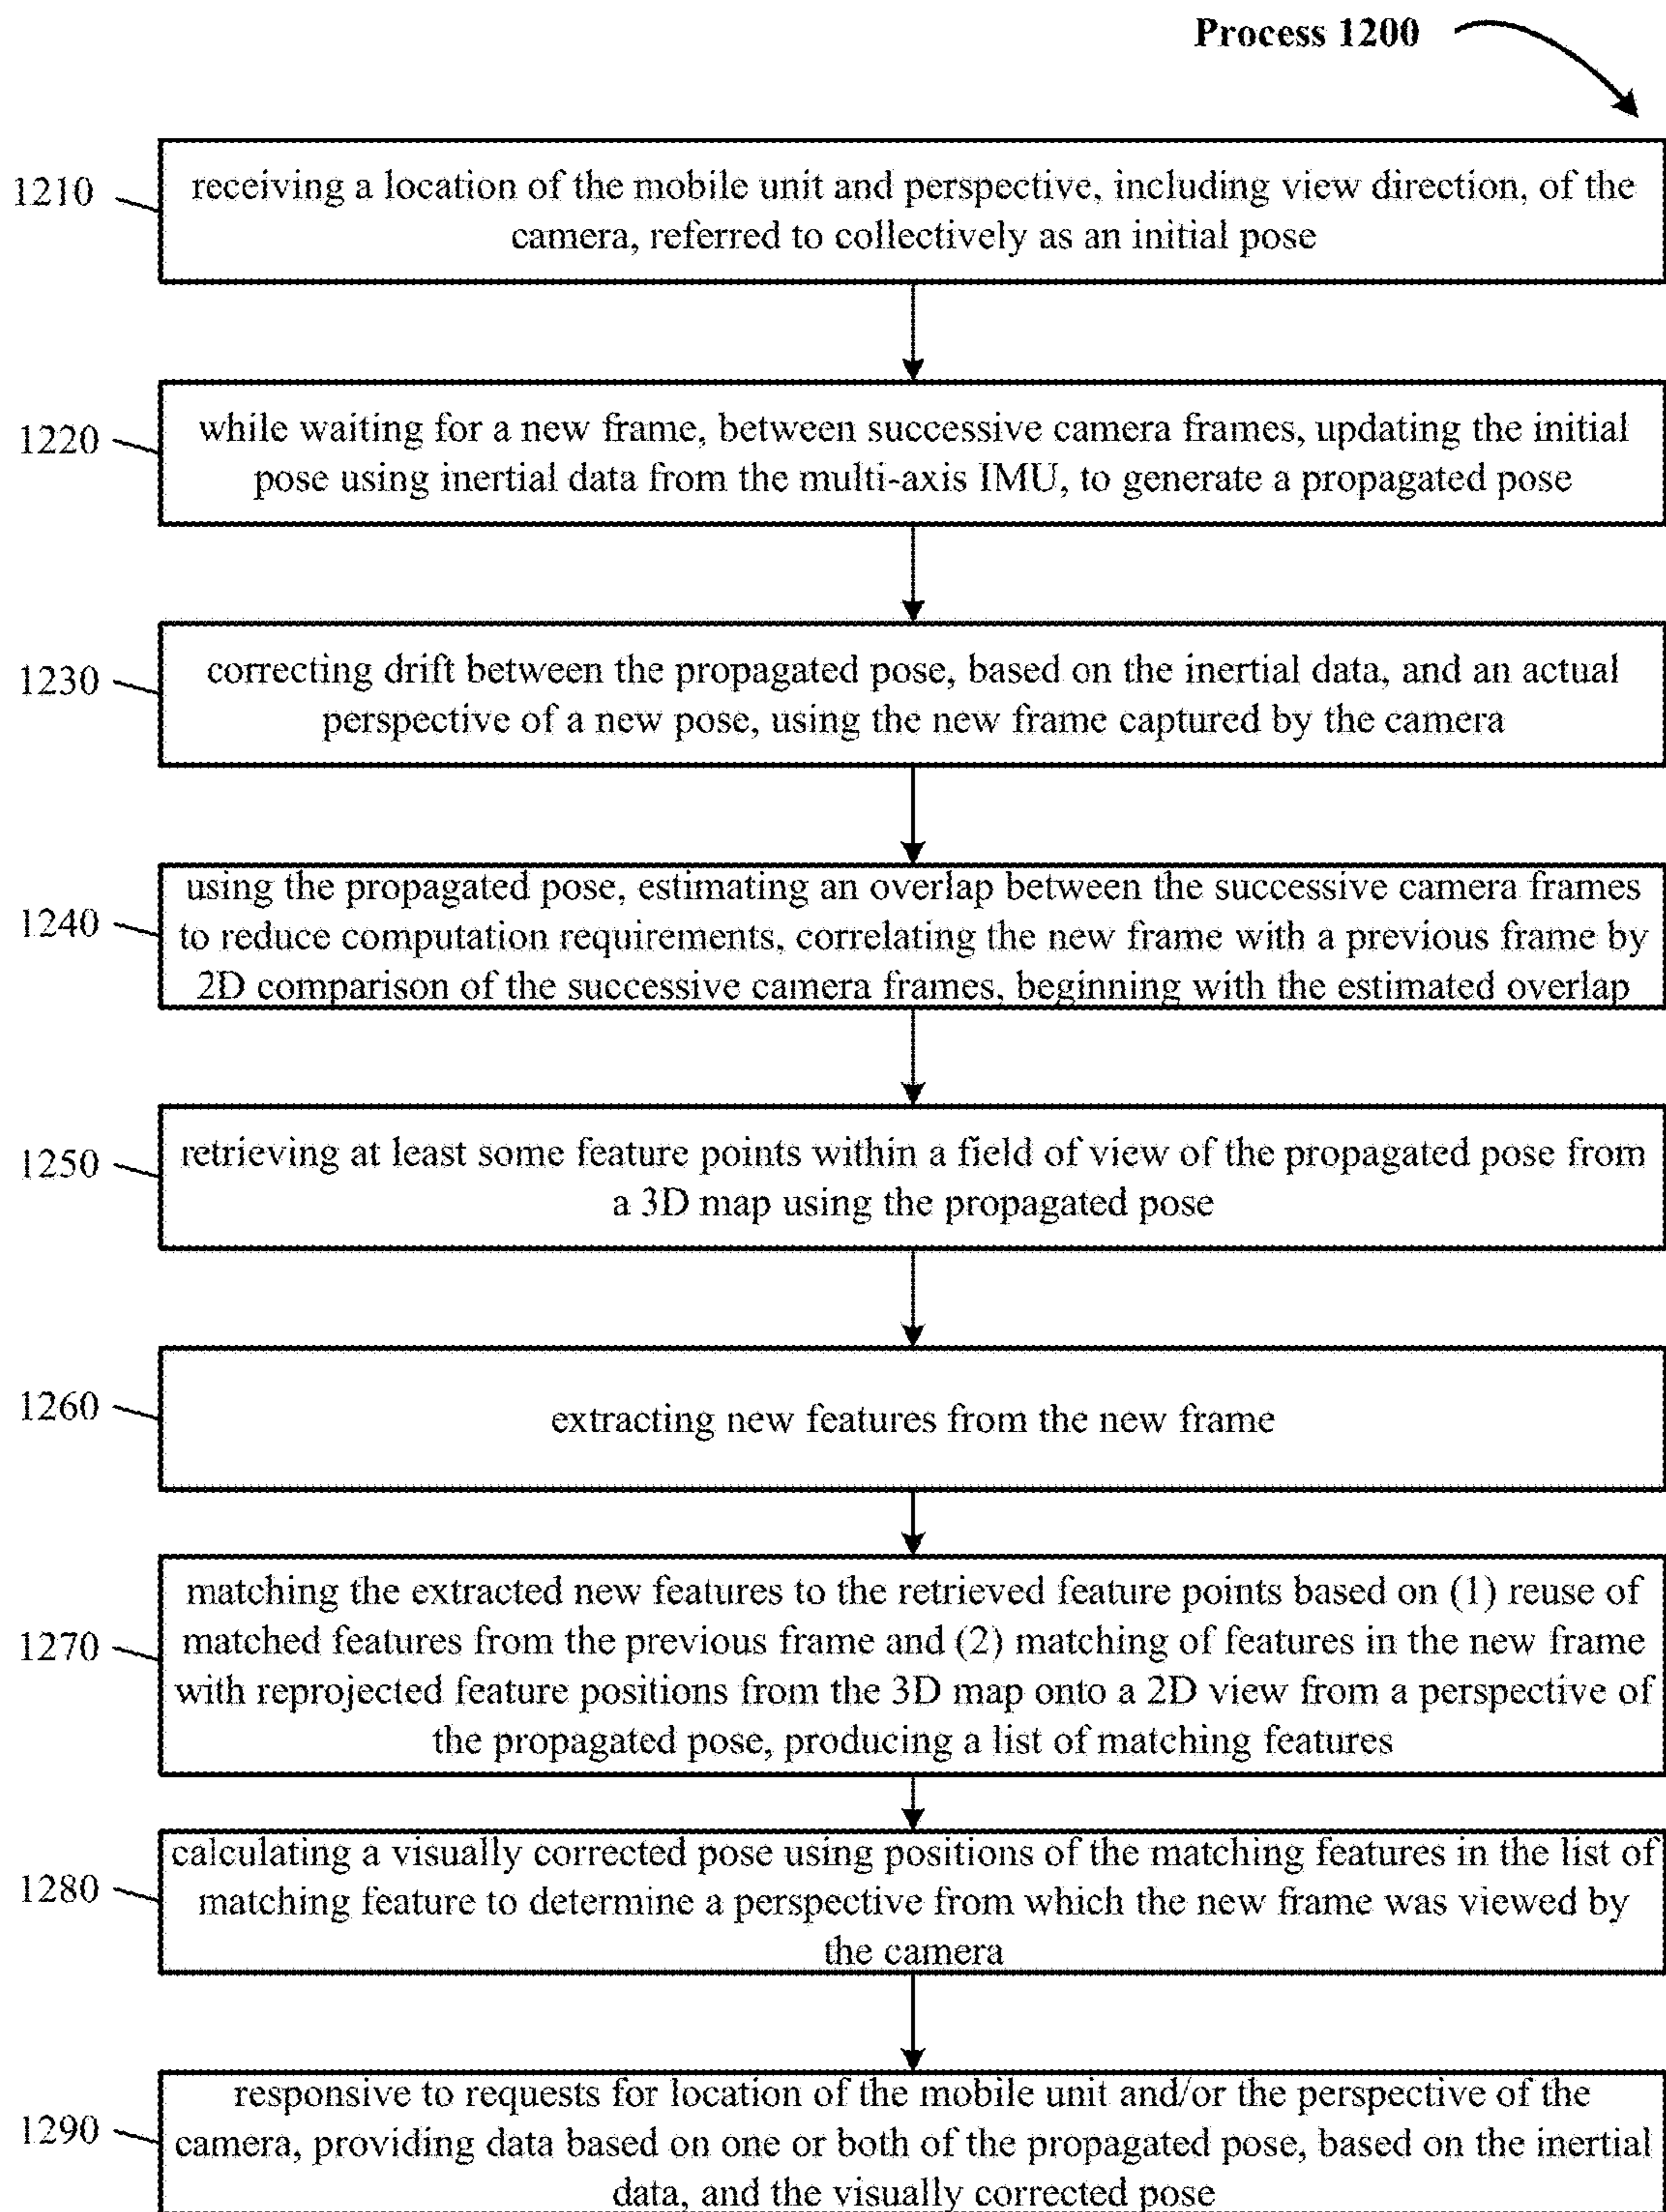 Process 1200
1210
receiving a location of the mobile unit and perspective, including view direction, of the
camera, referred to collectively as an initial pose
1220
while waiting for a new frame, between successive camera frames, updating the initial
pose using inertial data from the multi-axis IMU, to generate a propagated pose
1230
correcting drift between the propagated pose, based on the inertial data, and an actual
perspective of a new pose, using the new frame captured by the camera
1240
using the propagated pose, estimating an overlap between the successive camera frames
to reduce computation requirements, correlating the new frame with a previous frame by
2D comparison of the successive camera frames, beginning with the estimated overlap
1250
retrieving at least some feature points within a field of view of the propagated pose from
a 3D map using the propagated pose
1260
extracting new features from the new frame
1270
matching the extracted new features to the retrieved feature points based on (1) reuse of
matched features from the previous frame and (2) matching of features in the new frame
with reprojected feature positions from the 3D map onto a 2D view from a perspective of
the propagated pose, producing a list of matching features
1280
calculating a visually corrected pose using positions of the matching features in the list of
matching feature to determine a perspective from which the new frame was viewed by
the camera
1290
responsive to requests for location of the mobile unit and/or the perspective of the
camera, providing data based on one or both of the propagated pose, based on the inertial
data, and the visually corrected pose